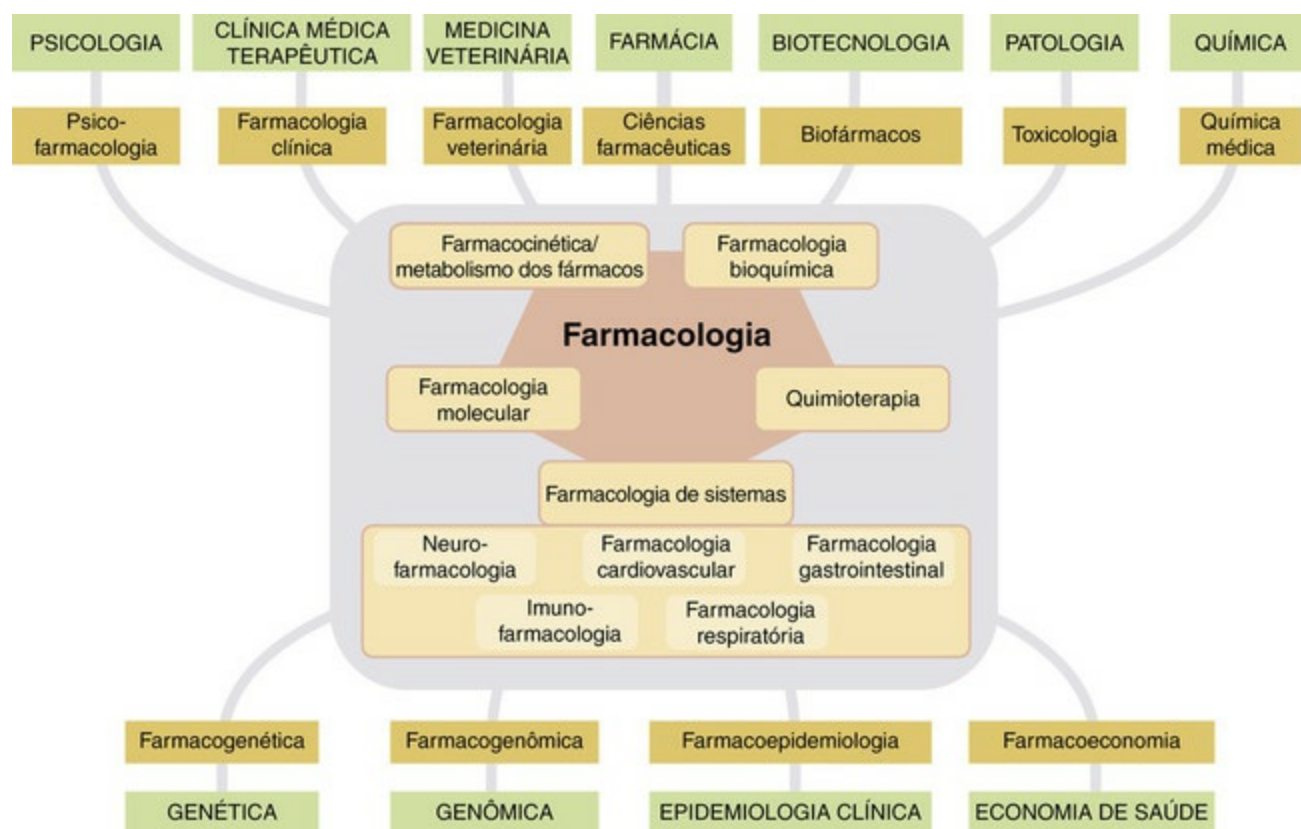 PSICOLOGIA
CLÍNICA MÉDICA
TERAPÊUTICA
MEDICINA
VETERINÁRIA
FARMÁCIA
BIOTECNOLOGIA
PATOLOGIA
QUÍMICA
Psico-
farmacologia
Farmacologia
clínica
Farmacologia
veterinária
Ciências
farmacêuticas
Biofármacos
Toxicologia
Química
médica
Farmacocinética/
metabolismo dos fármacos
Farmacologia
bioquímica
Farmacologia
Farmacologia
molecular
Quimioterapia
Farmacologia de sistemas
Neuro-
farmacologia
Farmacologia
cardiovascular
Farmacologia
gastrointestinal
Imuno-
farmacologia
Farmacologia
respiratória
Farmacogenética
Farmacogenômica
Farmacoepidemiologia
Farmacoeconomia
GENÉTICA
GENÔMICA
EPIDEMIOLOGIA CLÍNICA
ECONOMIA DE SAÚDE